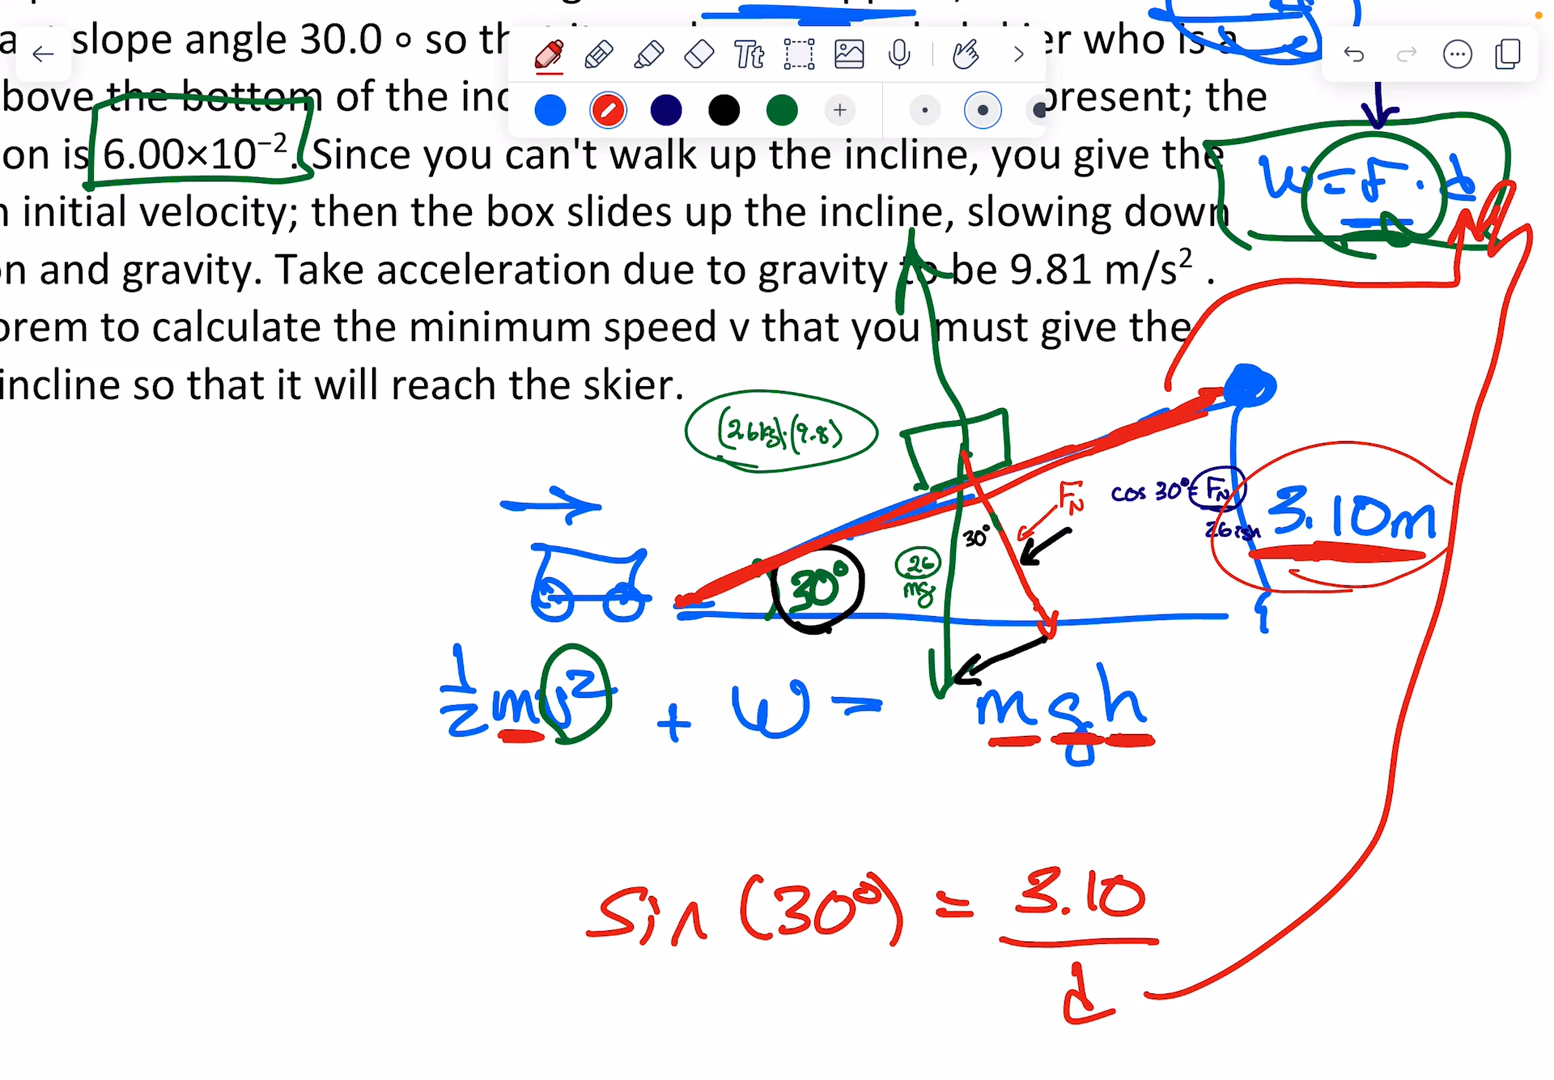 a slope angle 30.0 ∘ so th er who is a
bove the bottom of the inc present; the
on is 6.00×10⁻². Since you can't walk up the incline, you give the
n initial velocity; then the box slides up the incline, slowing down
on and gravity. Take acceleration due to gravity to be 9.81 m/s² .
orem to calculate the minimum speed v that you must give the
incline so that it will reach the skier.
Tt
W = F · d
(26kg)·(9.8)
F_N
cos 30° = F_N
26
3.10m
30°
30°
26
mg
½ mv² + W = mgh
sin (30°) = 3.10
d